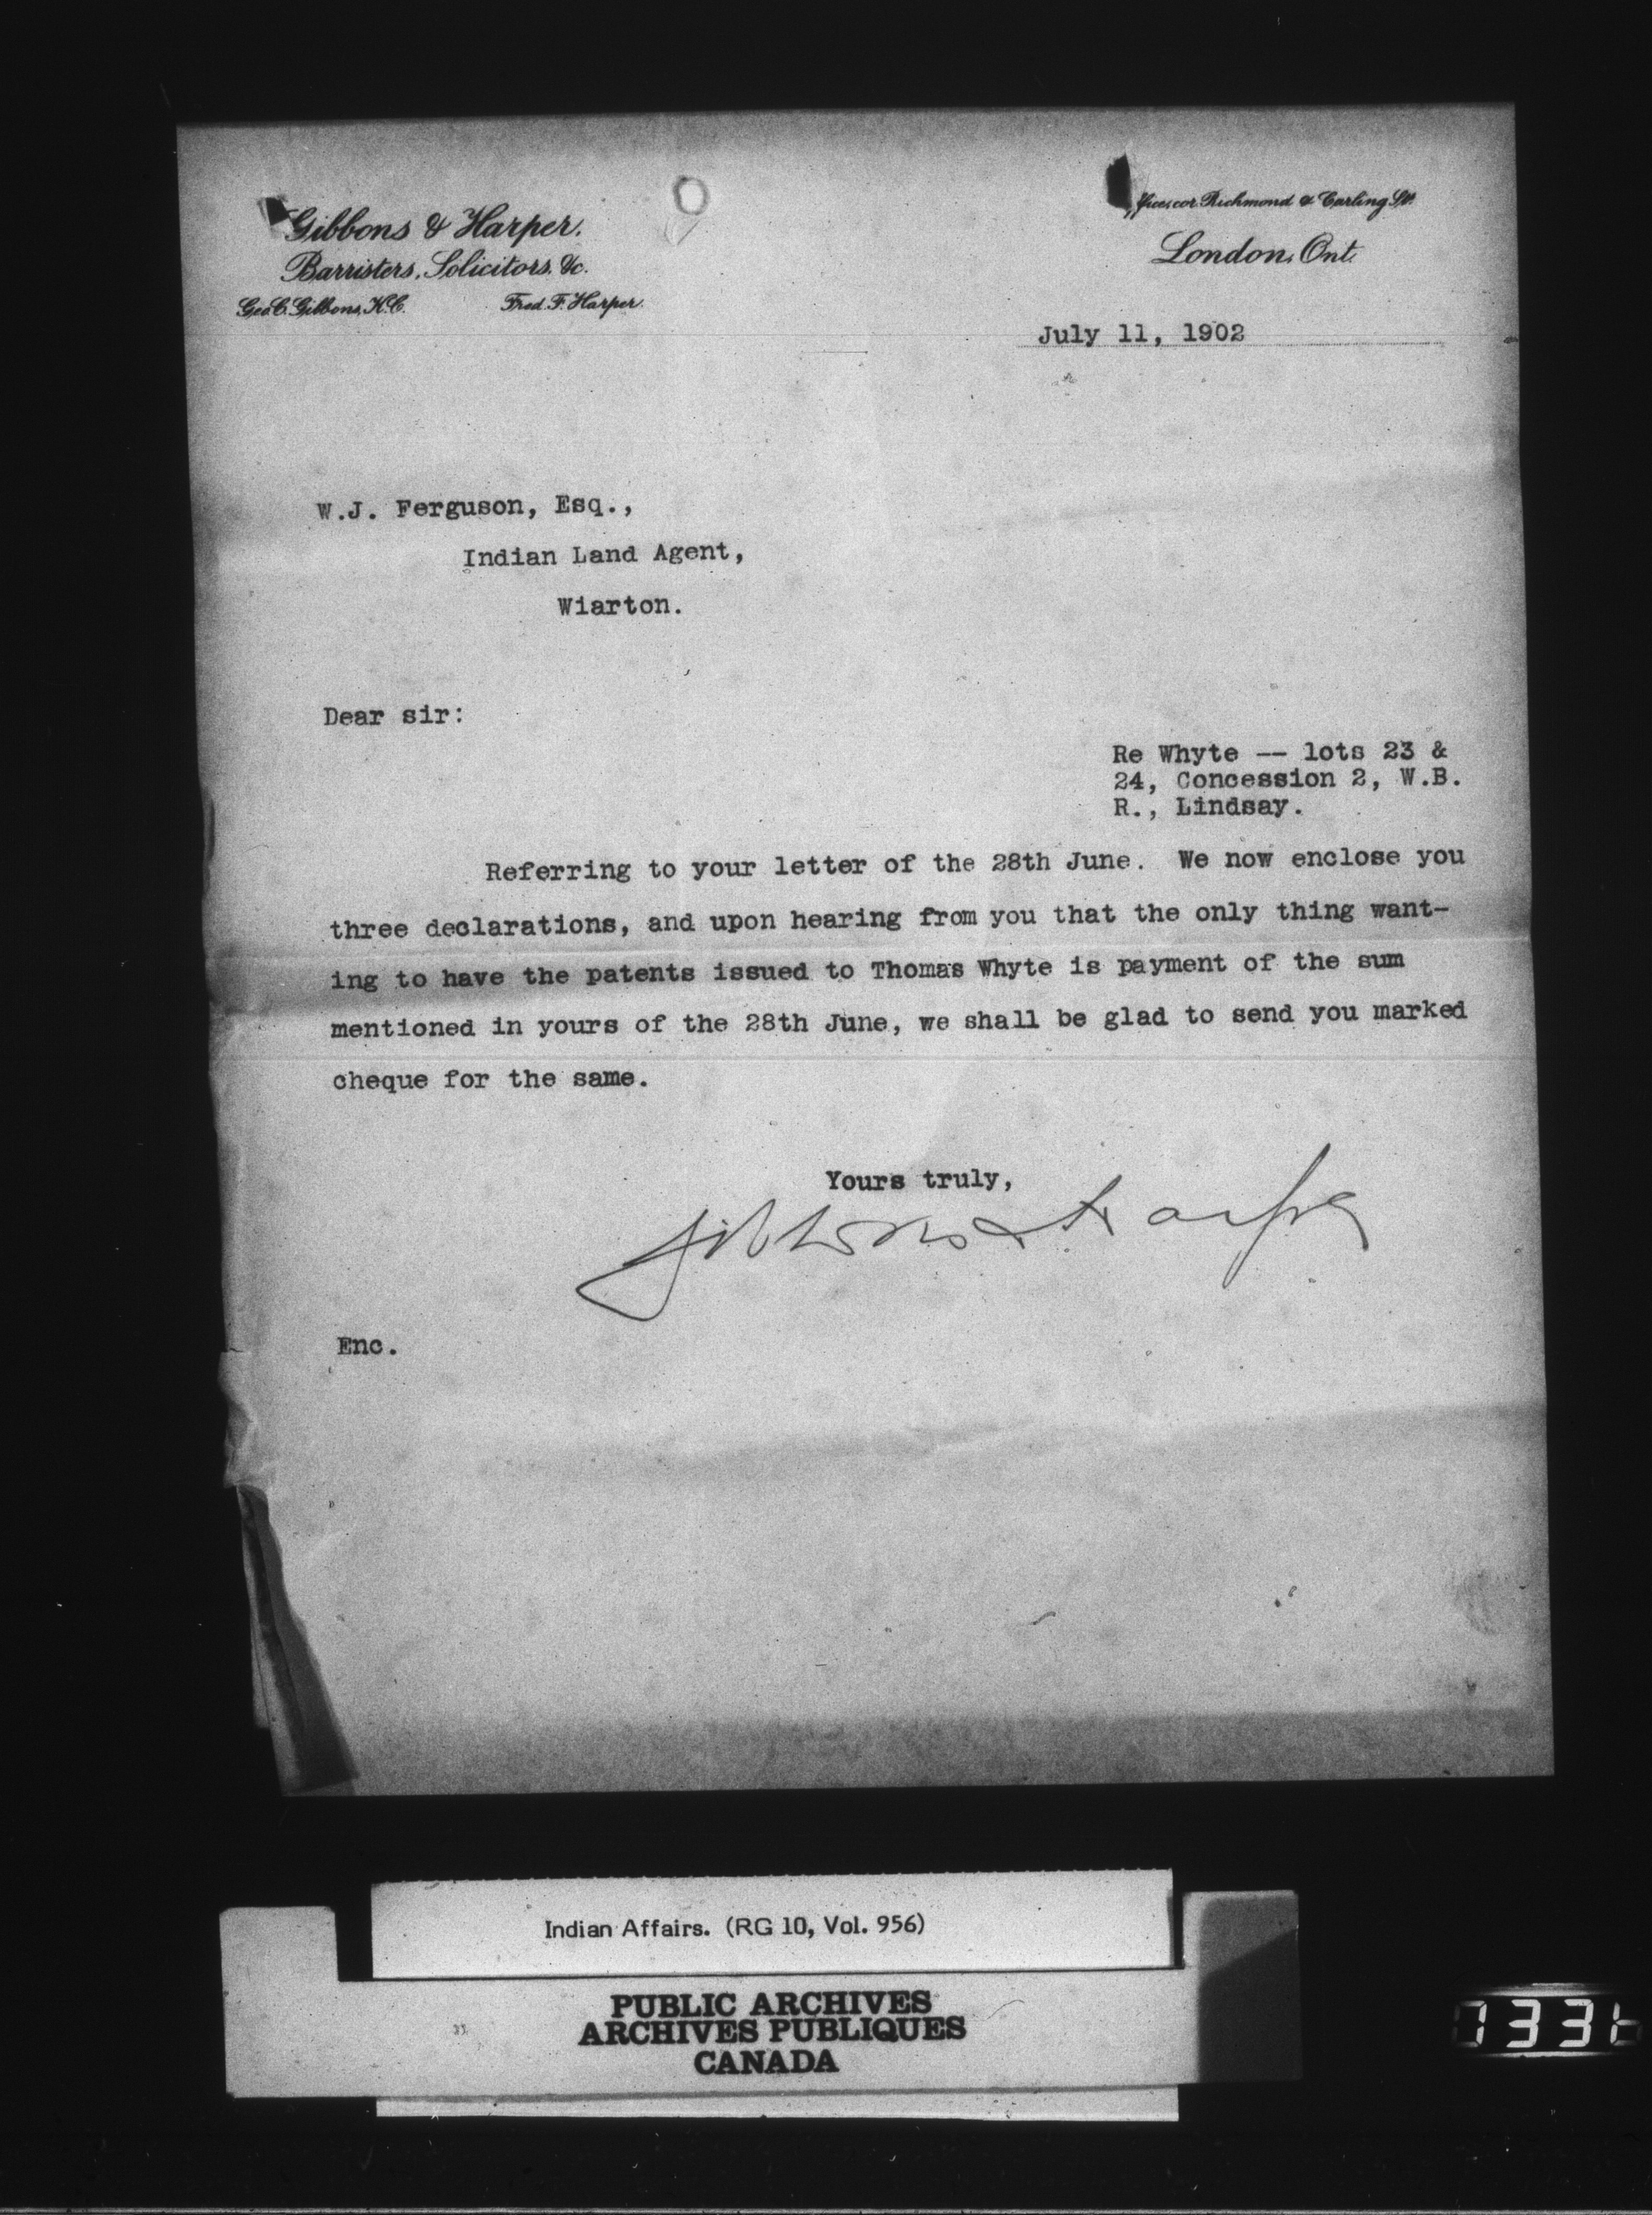 Gibbons & Harper.
Barristers, Solicitors. &c.
Geo. C. Gibbons, K.C. Fred. F. Harper.
cor. Richmond & Carling Sts.
London, Ont.
July 11, 1902
W.J. Ferguson, Esq.,
Indian Land Agent,
Wiarton.
Dear sir:
Re Whyte -- lots 23 &
24, Concession 2, W.B.
R., Lindsay.
Referring to your letter of the 28th June. We now enclose you
three declarations, and upon hearing from you that the only thing want-
ing to have the patents issued to Thomas Whyte is payment of the sum
mentioned in yours of the 28th June, we shall be glad to send you marked
cheque for the same.
Yours truly,
Gibbons & Harper
Enc.
Indian Affairs. (RG 10, Vol. 956)
PUBLIC ARCHIVES
ARCHIVES PUBLIQUES
CANADA